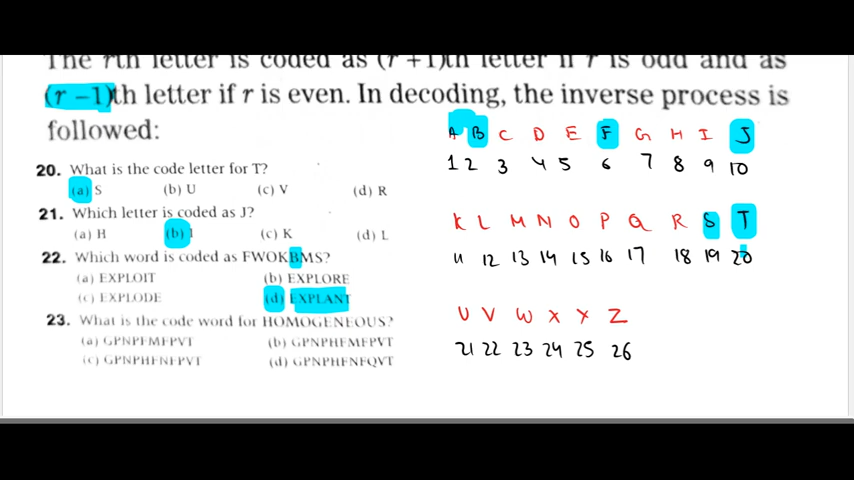 The rth letter is coded as (r +1)th letter if r is odd and as
(r −1)th letter if r is even. In decoding, the inverse process is
followed:
20. What is the code letter for T?
(a) S (b) U (c) V (d) R
21. Which letter is coded as J?
(a) H (b) I (c) K (d) L
22. Which word is coded as FWOKBMS?
(a) EXPLOIT (b) EXPLORE
(c) EXPLODE (d) EXPLANT
23. What is the code word for HOMOGENEOUS?
(a) GPNPFMFPVT (b) GPNPHFMFPVT
(c) GPNPHFNFPVT (d) GPNPHFNFQVT
A B C D E F G H I J
1 2 3 4 5 6 7 8 9 10
K L M N O P Q R S T
11 12 13 14 15 16 17 18 19 20
U V W X Y Z
21 22 23 24 25 26